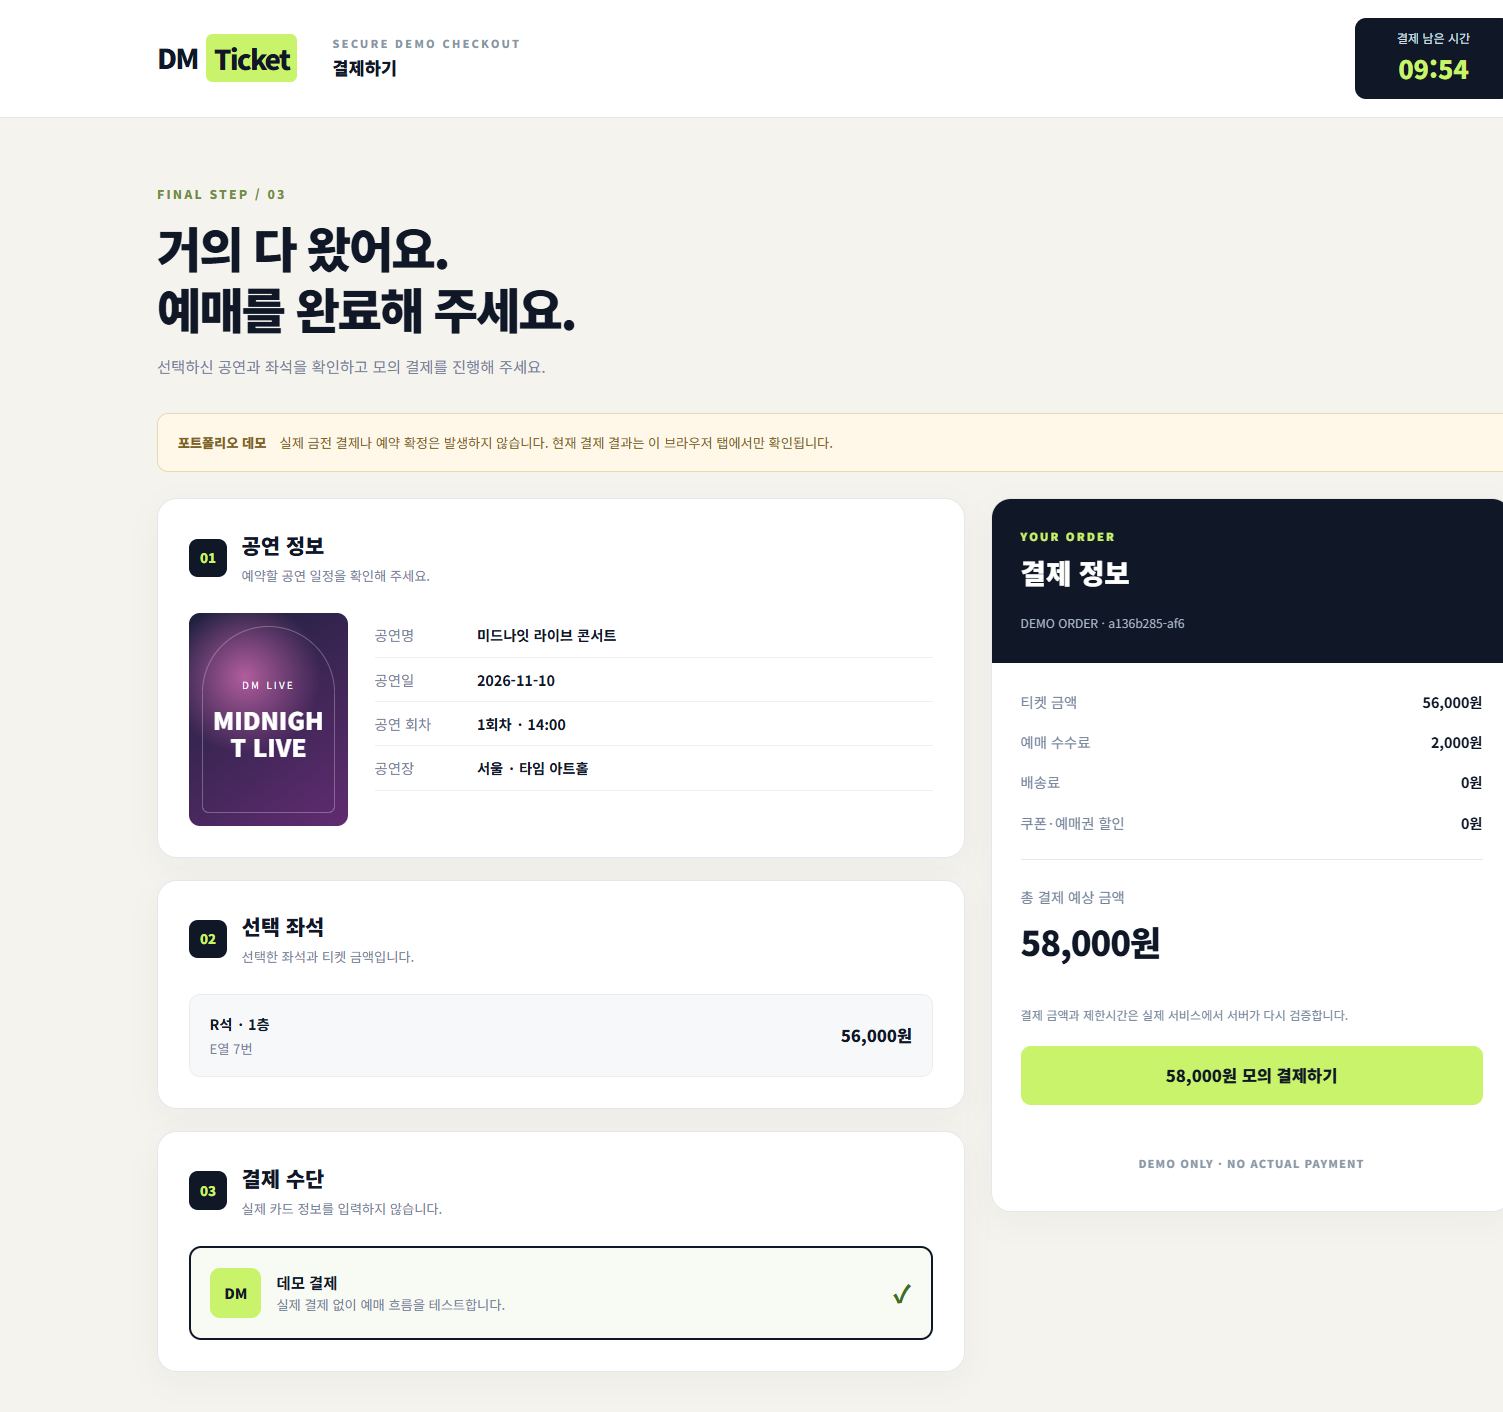 DM Ticket
SECURE DEMO CHECKOUT
결제하기
결제 남은 시간
09:54
FINAL STEP / 03
거의 다 왔어요.
예매를 완료해 주세요.
선택하신 공연과 좌석을 확인하고 모의 결제를 진행해 주세요.
포트폴리오 데모 실제 금전 결제나 예약 확정은 발생하지 않습니다. 현재 결제 결과는 이 브라우저 탭에서만 확인됩니다.
01
공연 정보
예약할 공연 일정을 확인해 주세요.
DM LIVE
MIDNIGH
T LIVE
공연명 미드나잇 라이브 콘서트
공연일 2026-11-10
공연 회차 1회차 · 14:00
공연장 서울 · 타임 아트홀
02
선택 좌석
선택한 좌석과 티켓 금액입니다.
R석 · 1층
E열 7번
56,000원
03
결제 수단
실제 카드 정보를 입력하지 않습니다.
DM
데모 결제
실제 결제 없이 예매 흐름을 테스트합니다.
✓
YOUR ORDER
결제 정보
DEMO ORDER · a136b285-af6
티켓 금액 56,000원
예매 수수료 2,000원
배송료 0원
쿠폰·예매권 할인 0원
총 결제 예상 금액
58,000원
결제 금액과 제한시간은 실제 서비스에서 서버가 다시 검증합니다.
58,000원 모의 결제하기
DEMO ONLY · NO ACTUAL PAYMENT